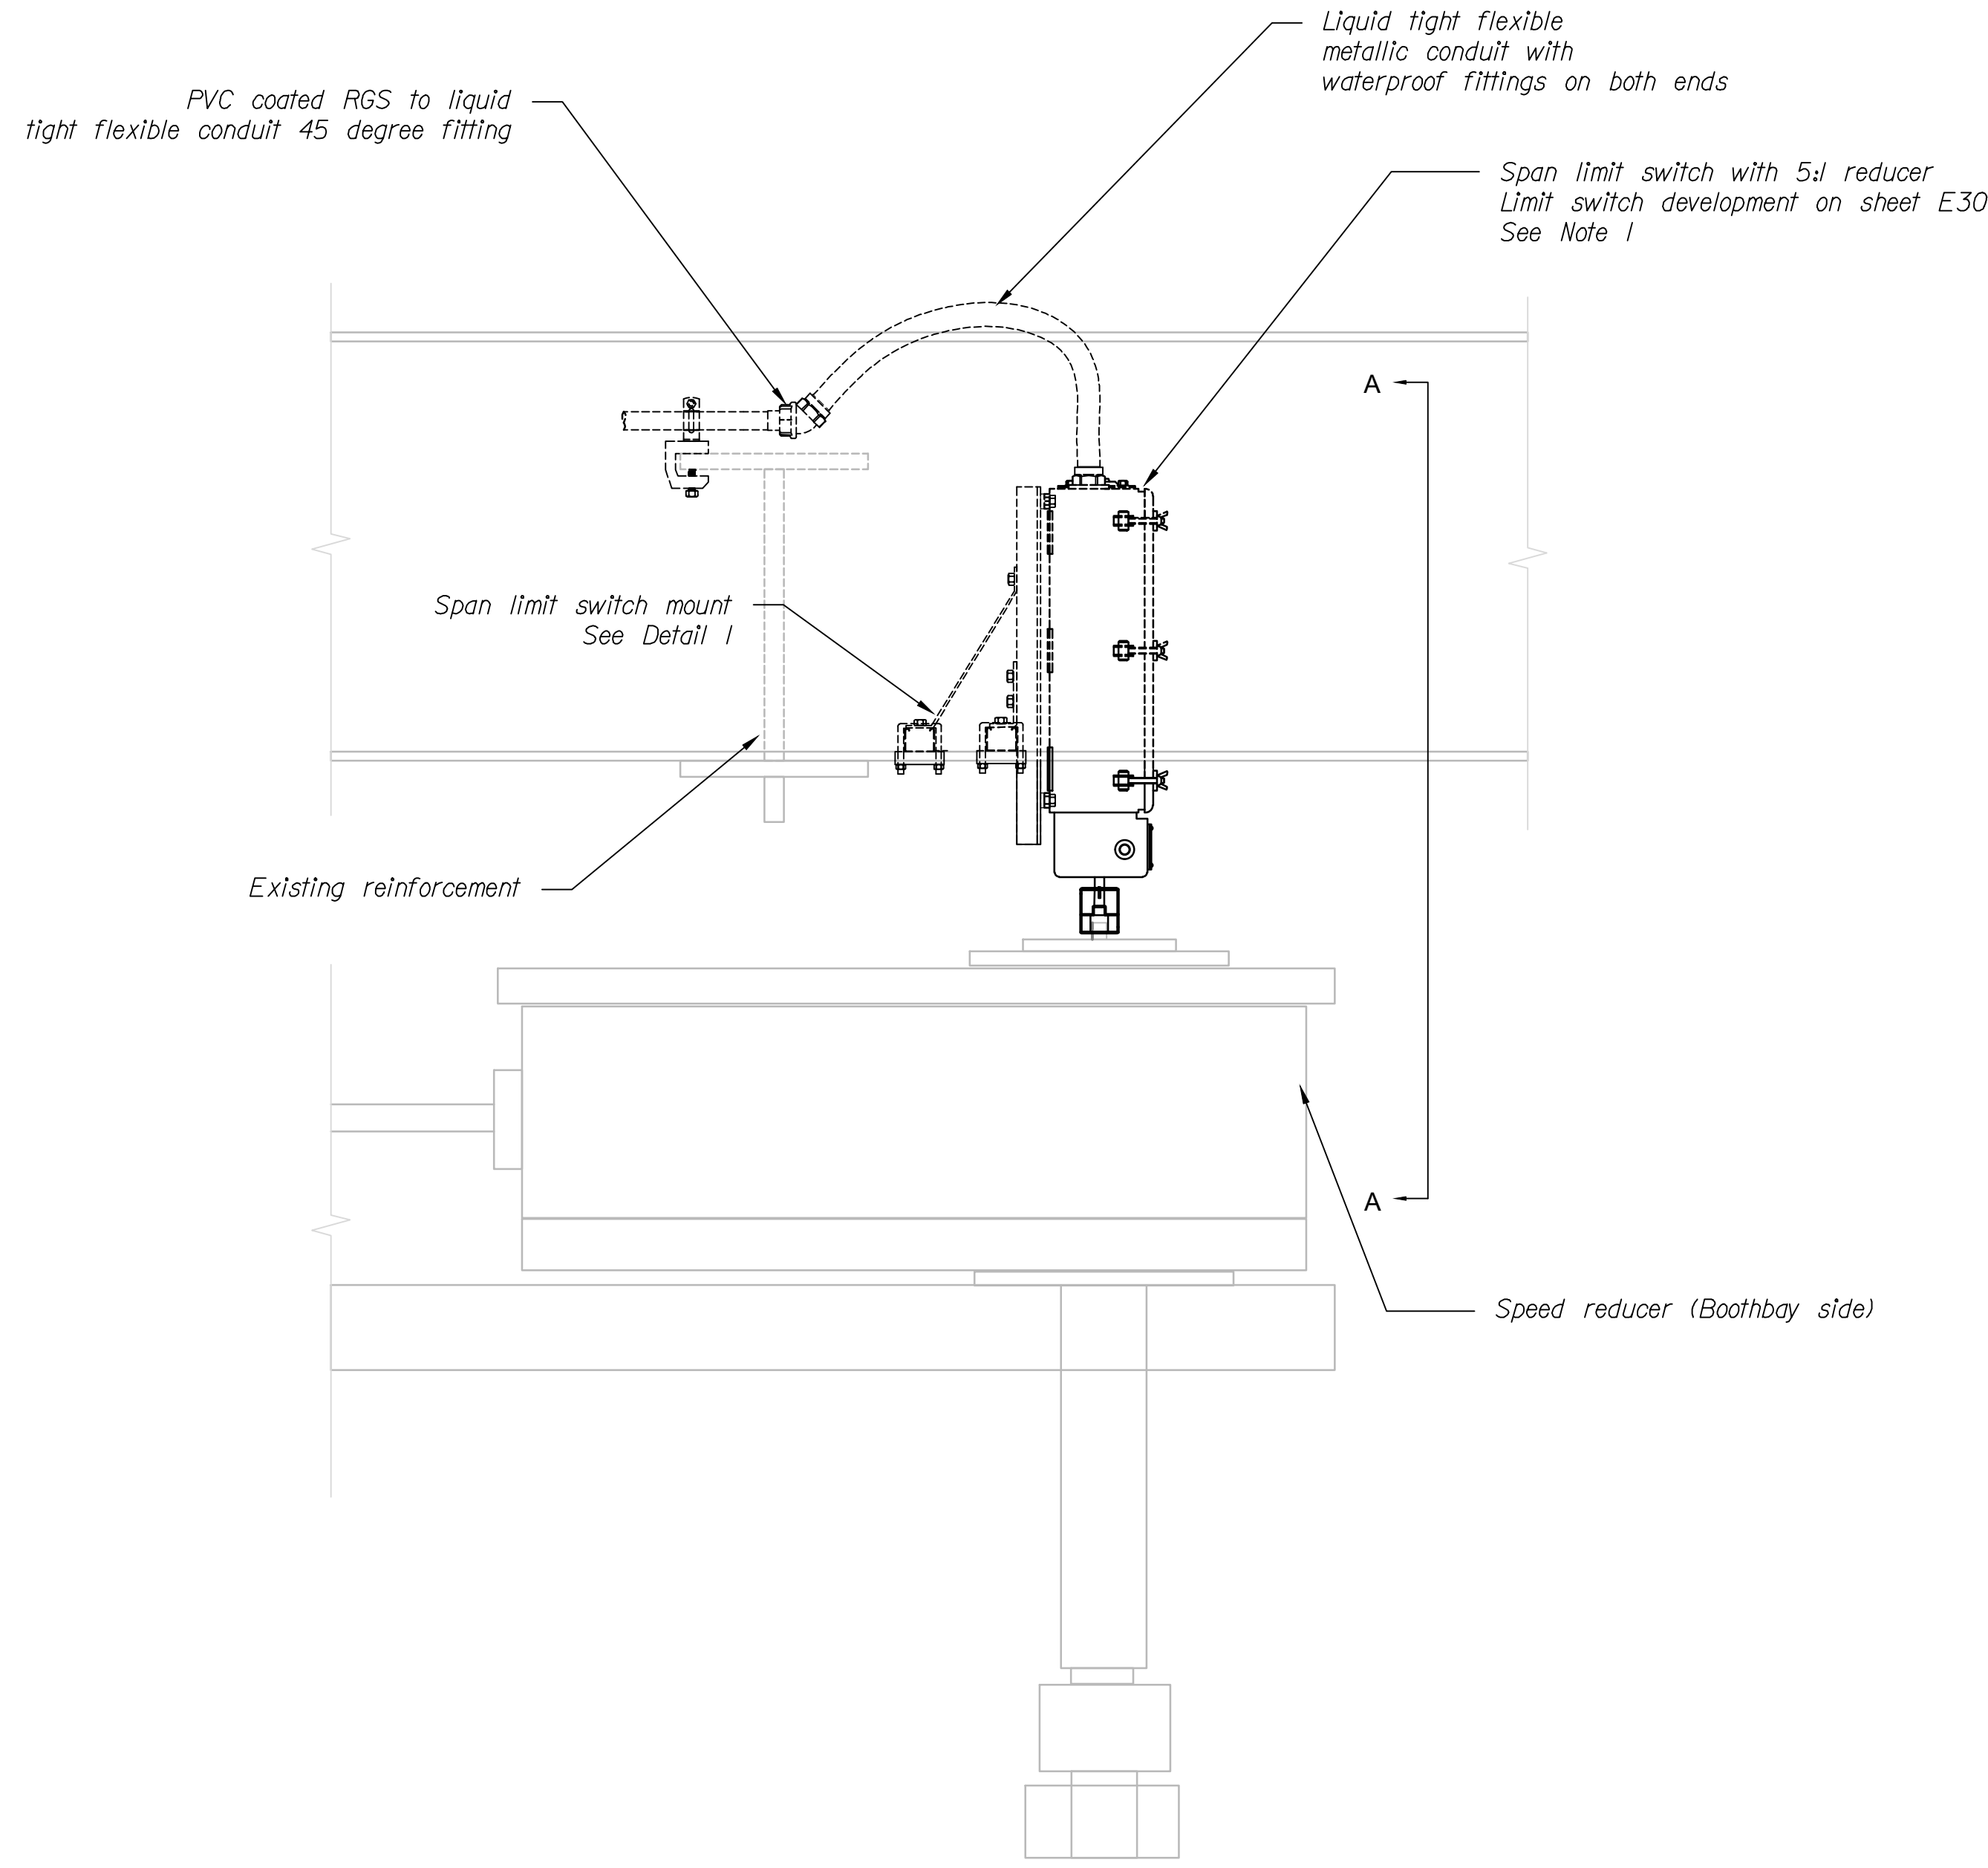 Liquid tight flexible
metallic conduit with
waterproof fittings on both ends
PVC coated RGS to liquid
tight flexible conduit 45 degree fitting
Span limit switch with 5:1 reducer
Limit switch development on sheet E30
See Note 1
A
Span limit switch mount
See Detail 1
Existing reinforcement
A
Speed reducer (Boothbay side)